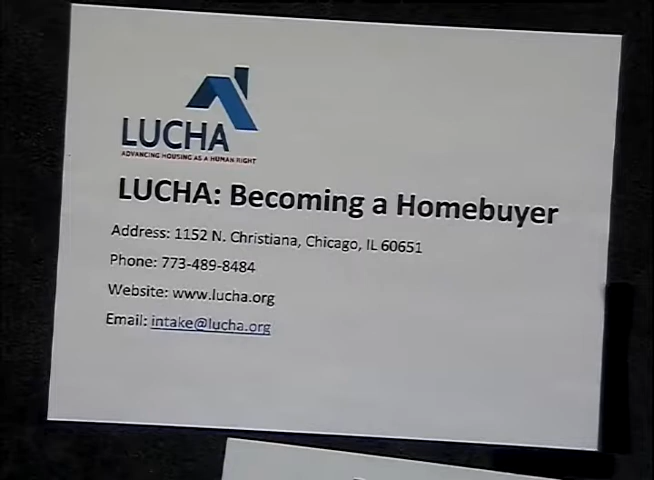 LUCHA
ADVANCING HOUSING AS A HUMAN RIGHT
LUCHA: Becoming a Homebuyer
Address: 1152 N. Christiana, Chicago, IL 60651
Phone: 773-489-8484
Website: www.lucha.org
Email: intake@lucha.org